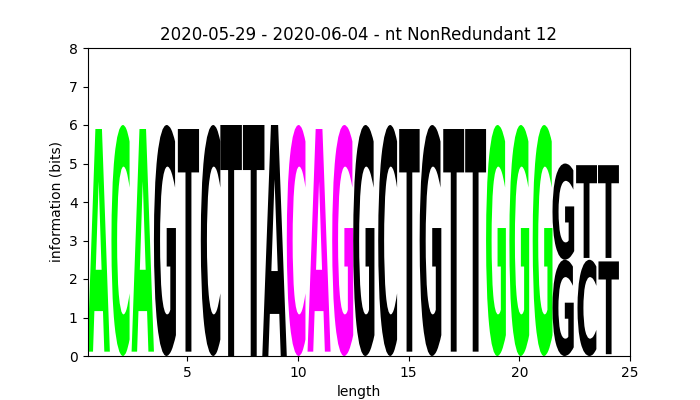 2020-05-29 - 2020-06-04 - nt NonRedundant 12
8
7
6
5
4
3
2
1
0
information (bits)
ACAGTCTTACAGGCTGTTGGGGTT
GCT
5 10 15 20 25
length